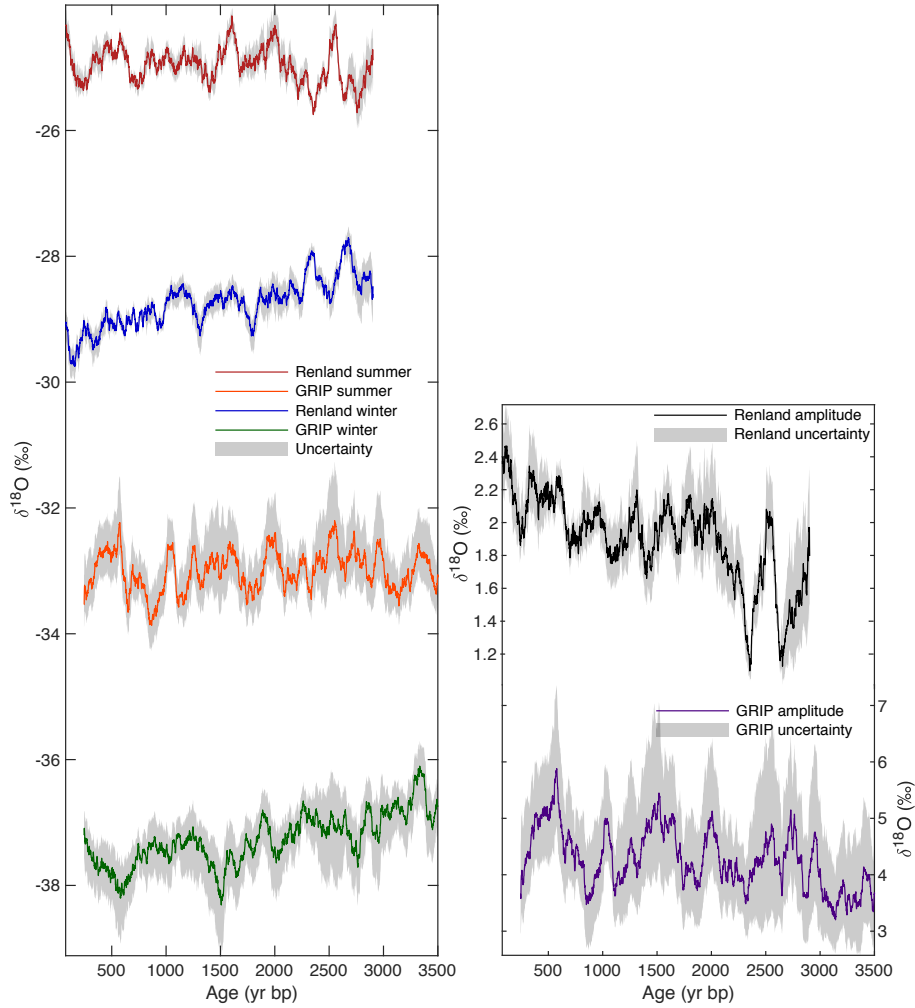 -26
-28
-30
-32
-34
-36
-38
δ18O (‰)
Renland summer
GRIP summer
Renland winter
GRIP winter
Uncertainty
500 1000 1500 2000 2500 3000 3500
Age (yr bp)
2.6
2.4
2.2
2
1.8
1.6
1.4
1.2
δ18O (‰)
Renland amplitude
Renland uncertainty
GRIP amplitude
GRIP uncertainty
7
6
5
4
3
δ18O (‰)
500 1000 1500 2000 2500 3000 3500
Age (yr bp)